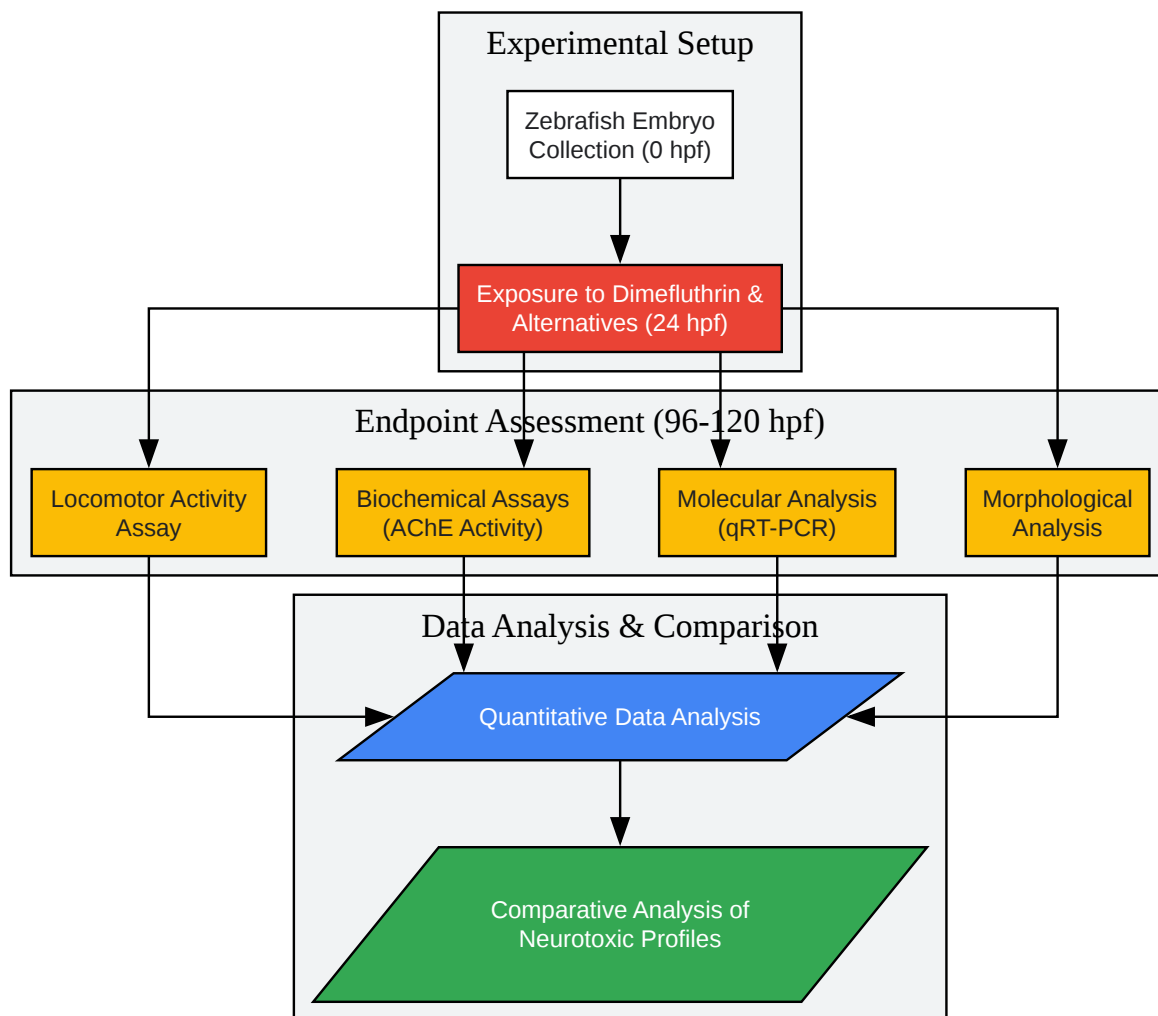 Experimental Setup
Zebrafish Embryo
Collection (0 hpf)
Exposure to Dimefluthrin &
Alternatives (24 hpf)
Endpoint Assessment (96-120 hpf)
Locomotor Activity
Assay
Biochemical Assays
(AChE Activity)
Molecular Analysis
(qRT-PCR)
Morphological
Analysis
Data Analysis & Comparison
Quantitative Data Analysis
Comparative Analysis of
Neurotoxic Profiles